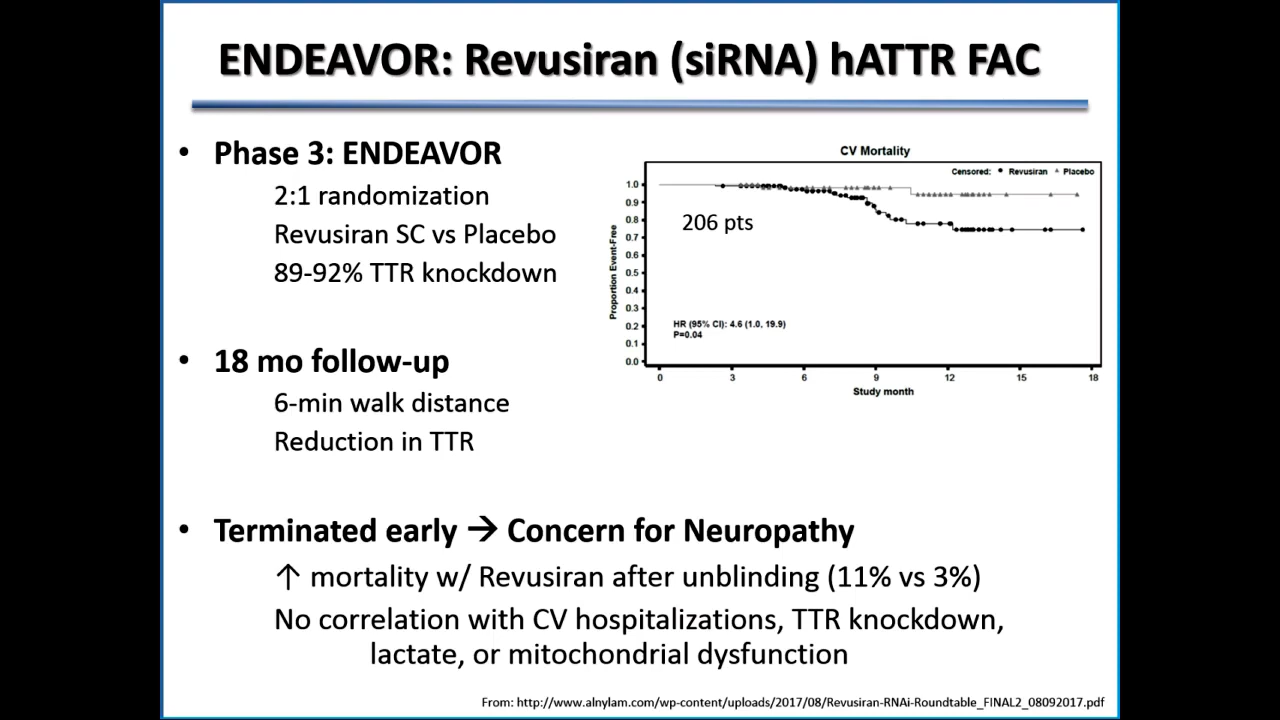 ENDEAVOR: Revusiran (siRNA) hATTR FAC
• Phase 3: ENDEAVOR
2:1 randomization
Revusiran SC vs Placebo
89-92% TTR knockdown
• 18 mo follow-up
6-min walk distance
Reduction in TTR
CV Mortality
Censored: ● Revusiran ▲ Placebo
206 pts
Proportion Event-Free
1.0
0.9
0.8
0.7
0.6
0.5
0.4
0.3
0.2
0.1
0.0
HR (95% CI): 4.6 (1.0, 19.9)
P=0.04
0 3 6 9 12 15 18
Study month
• Terminated early → Concern for Neuropathy
↑ mortality w/ Revusiran after unblinding (11% vs 3%)
No correlation with CV hospitalizations, TTR knockdown,
lactate, or mitochondrial dysfunction
From: http://www.alnylam.com/wp-content/uploads/2017/08/Revusiran-RNAi-Roundtable_FINAL2_08092017.pdf